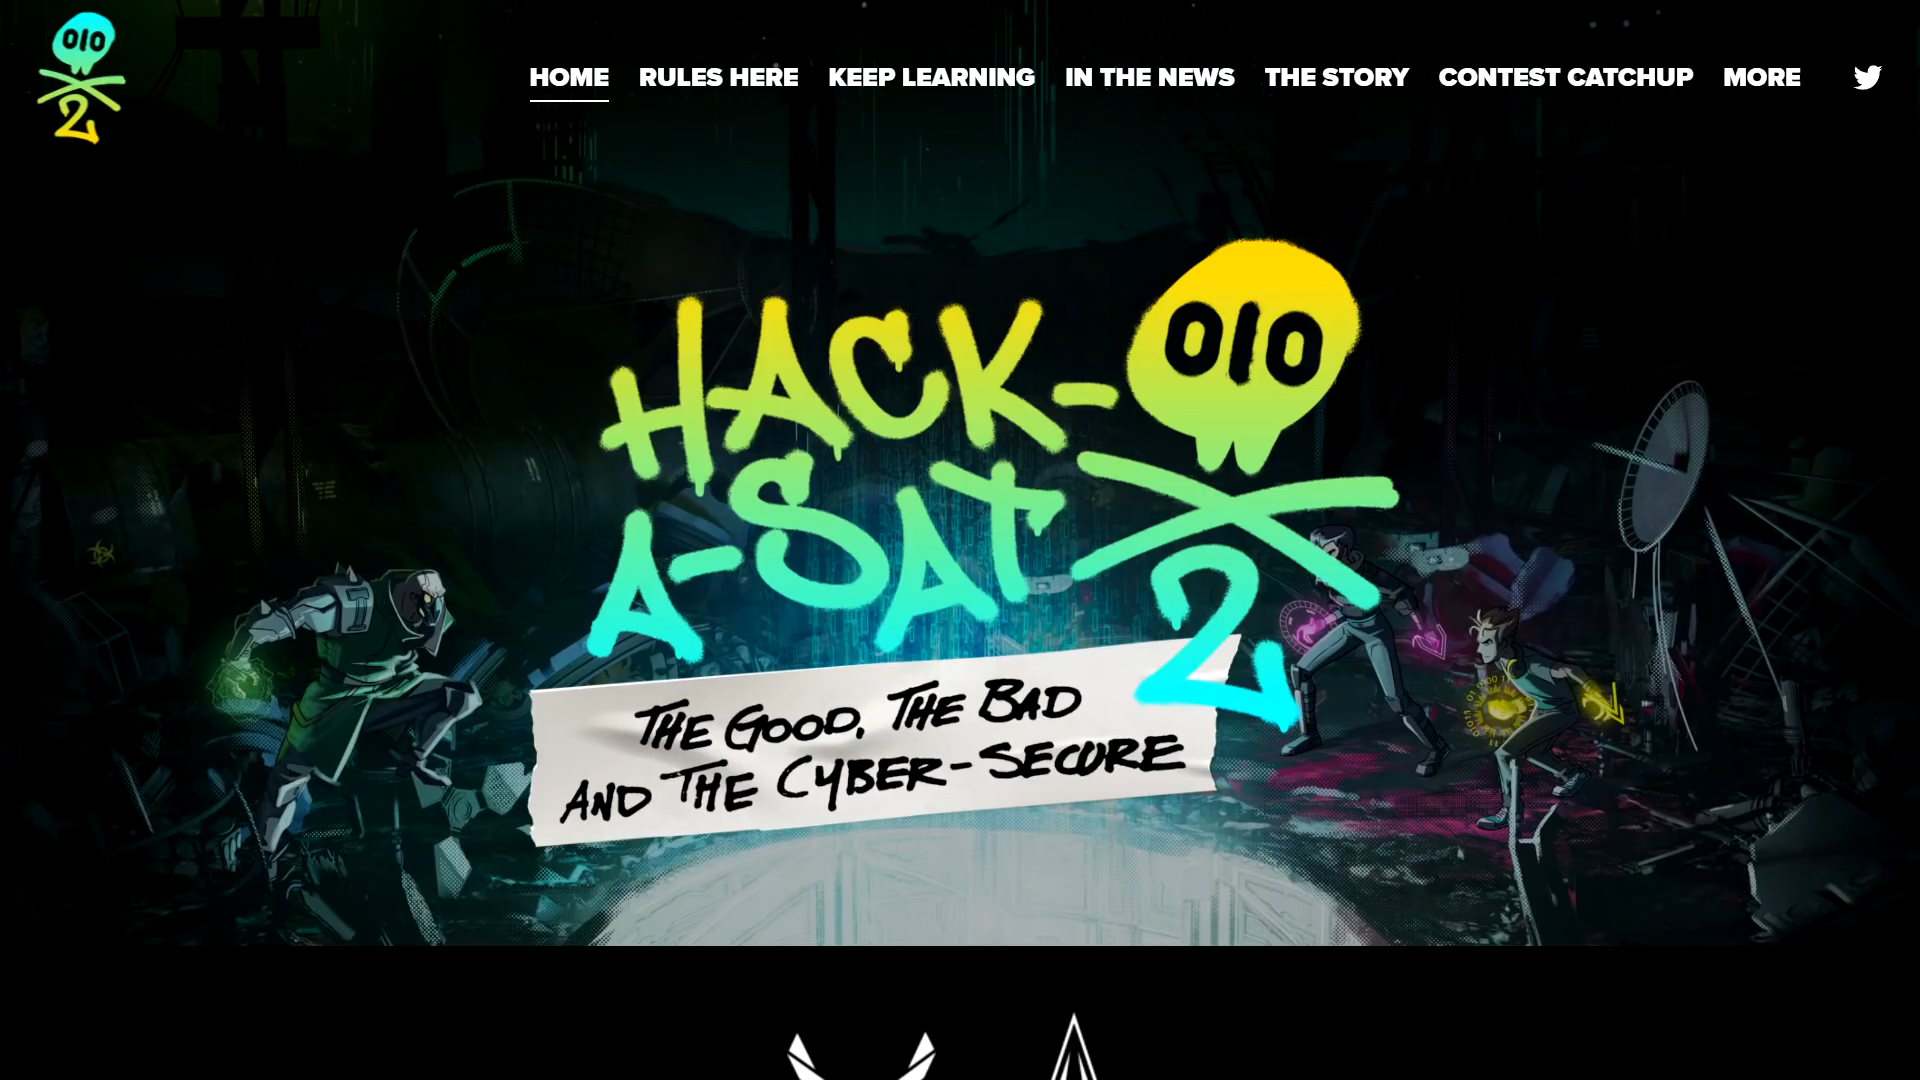 010
2
HOME RULES HERE KEEP LEARNING IN THE NEWS THE STORY CONTEST CATCHUP MORE
HACK-
A-SAT
010
2
THE GOOD, THE BAD
AND THE CYBER-SECURE